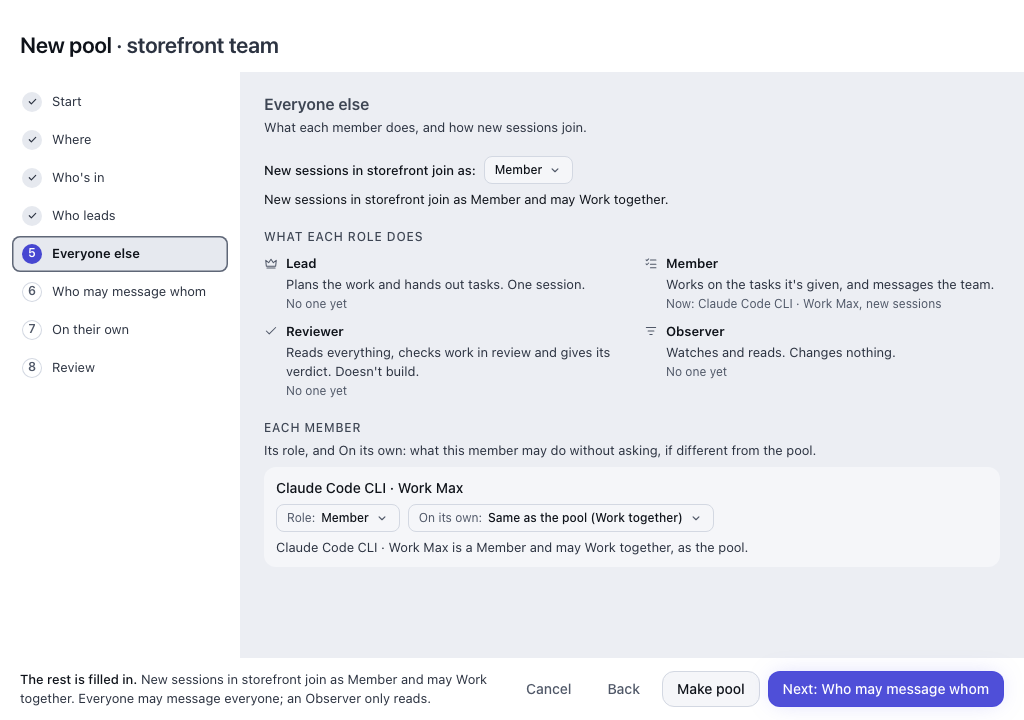 New pool · storefront team
Start
Where
Who's in
Who leads
5 Everyone else
6 Who may message whom
7 On their own
8 Review
Everyone else
What each member does, and how new sessions join.
New sessions in storefront join as: Member
New sessions in storefront join as Member and may Work together.
WHAT EACH ROLE DOES
Lead
Plans the work and hands out tasks. One session.
No one yet
Member
Works on the tasks it's given, and messages the team.
Now: Claude Code CLI · Work Max, new sessions
Reviewer
Reads everything, checks work in review and gives its
verdict. Doesn't build.
No one yet
Observer
Watches and reads. Changes nothing.
No one yet
EACH MEMBER
Its role, and On its own: what this member may do without asking, if different from the pool.
Claude Code CLI · Work Max
Role: Member On its own: Same as the pool (Work together)
Claude Code CLI · Work Max is a Member and may Work together, as the pool.
The rest is filled in. New sessions in storefront join as Member and may Work
together. Everyone may message everyone; an Observer only reads.
Cancel Back Make pool Next: Who may message whom